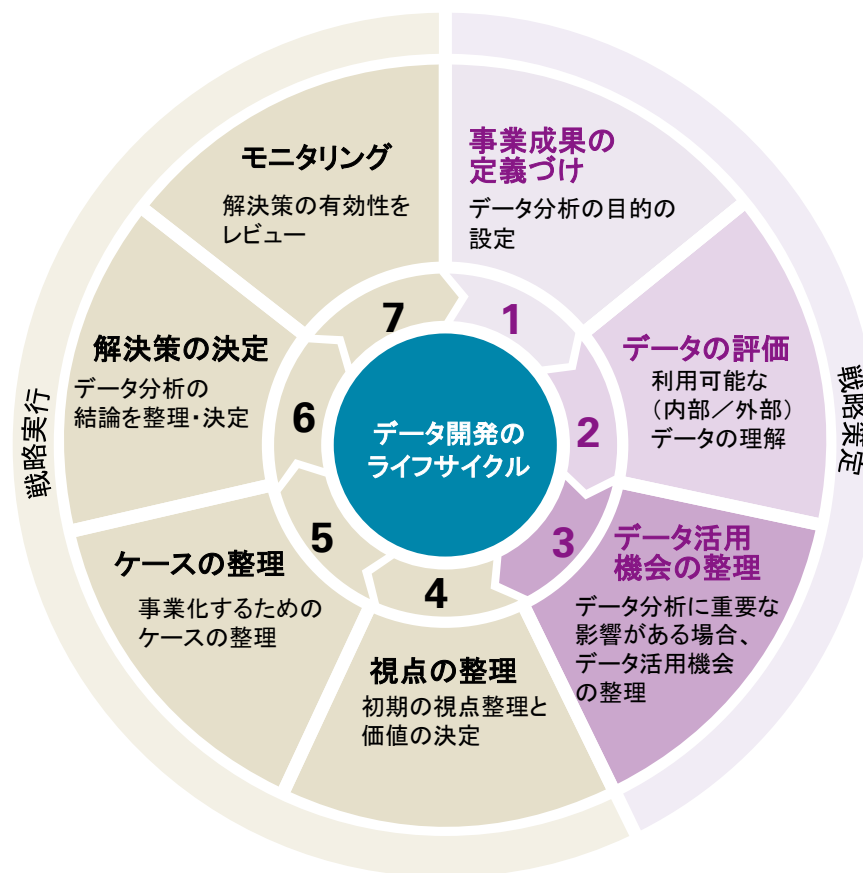 データ開発の
ライフサイクル
戦略策定
1
事業成果の
定義づけ
データ分析の目的の
設定
2
データの評価
利用可能な
（内部／外部）
データの理解
3
データ活用
機会の整理
データ分析に重要な
影響がある場合、
データ活用機会
の整理
戦略実行
4
視点の整理
初期の視点整理と
価値の決定
5
ケースの整理
事業化するための
ケースの整理
6
解決策の決定
データ分析の
結論を整理・決定
7
モニタリング
解決策の有効性を
レビュー